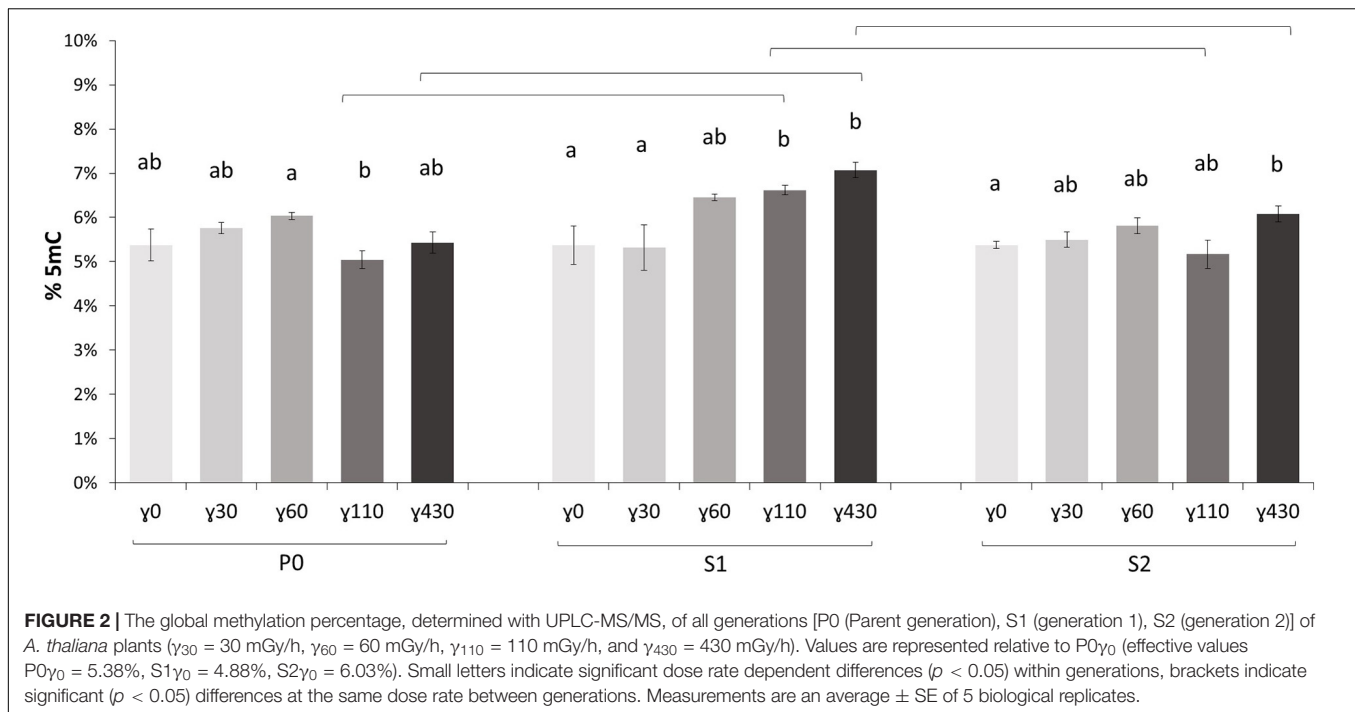 10%
9%
8%
7%
6%
5%
4%
3%
2%
1%
0%
% 5mC
ab ab a b ab a a ab b b a ab ab ab b
ɣ0 ɣ30 ɣ60 ɣ110 ɣ430 ɣ0 ɣ30 ɣ60 ɣ110 ɣ430 ɣ0 ɣ30 ɣ60 ɣ110 ɣ430
P0 S1 S2
FIGURE 2 | The global methylation percentage, determined with UPLC-MS/MS, of all generations [P0 (Parent generation), S1 (generation 1), S2 (generation 2)] of
A. thaliana plants (γ30 = 30 mGy/h, γ60 = 60 mGy/h, γ110 = 110 mGy/h, and γ430 = 430 mGy/h). Values are represented relative to P0γ0 (effective values
P0γ0 = 5.38%, S1γ0 = 4.88%, S2γ0 = 6.03%). Small letters indicate significant dose rate dependent differences (p < 0.05) within generations, brackets indicate
significant (p < 0.05) differences at the same dose rate between generations. Measurements are an average ± SE of 5 biological replicates.